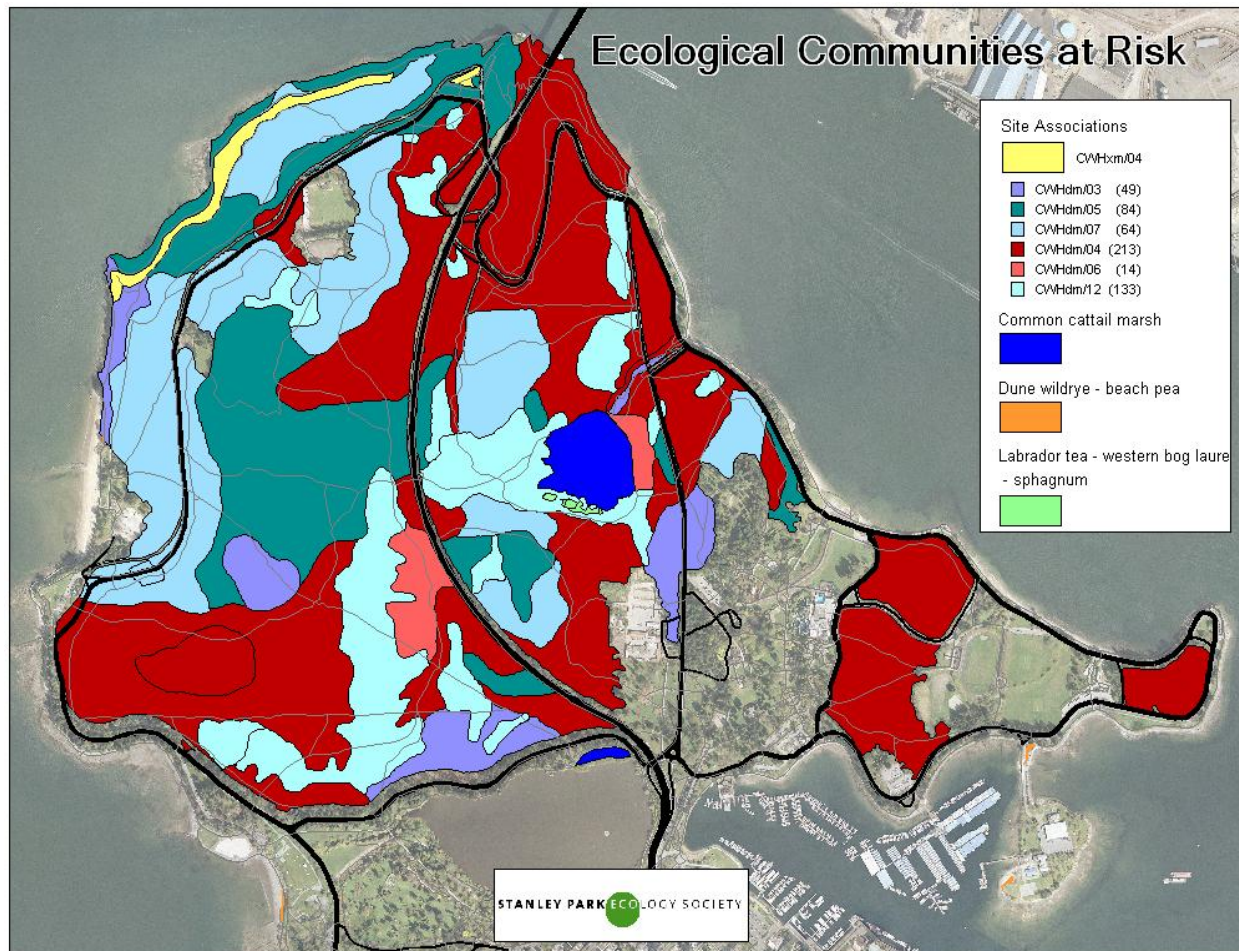 Ecological Communities at Risk
Site Associations
CWHxm/04
CWHdm/03 (49)
CWHdm/05 (84)
CWHdm/07 (64)
CWHdm/04 (213)
CWHdm/06 (14)
CWHdm/12 (133)
Common cattail marsh
Dune wildrye - beach pea
Labrador tea - western bog laure
- sphagnum
STANLEY PARK ECOLOGY SOCIETY